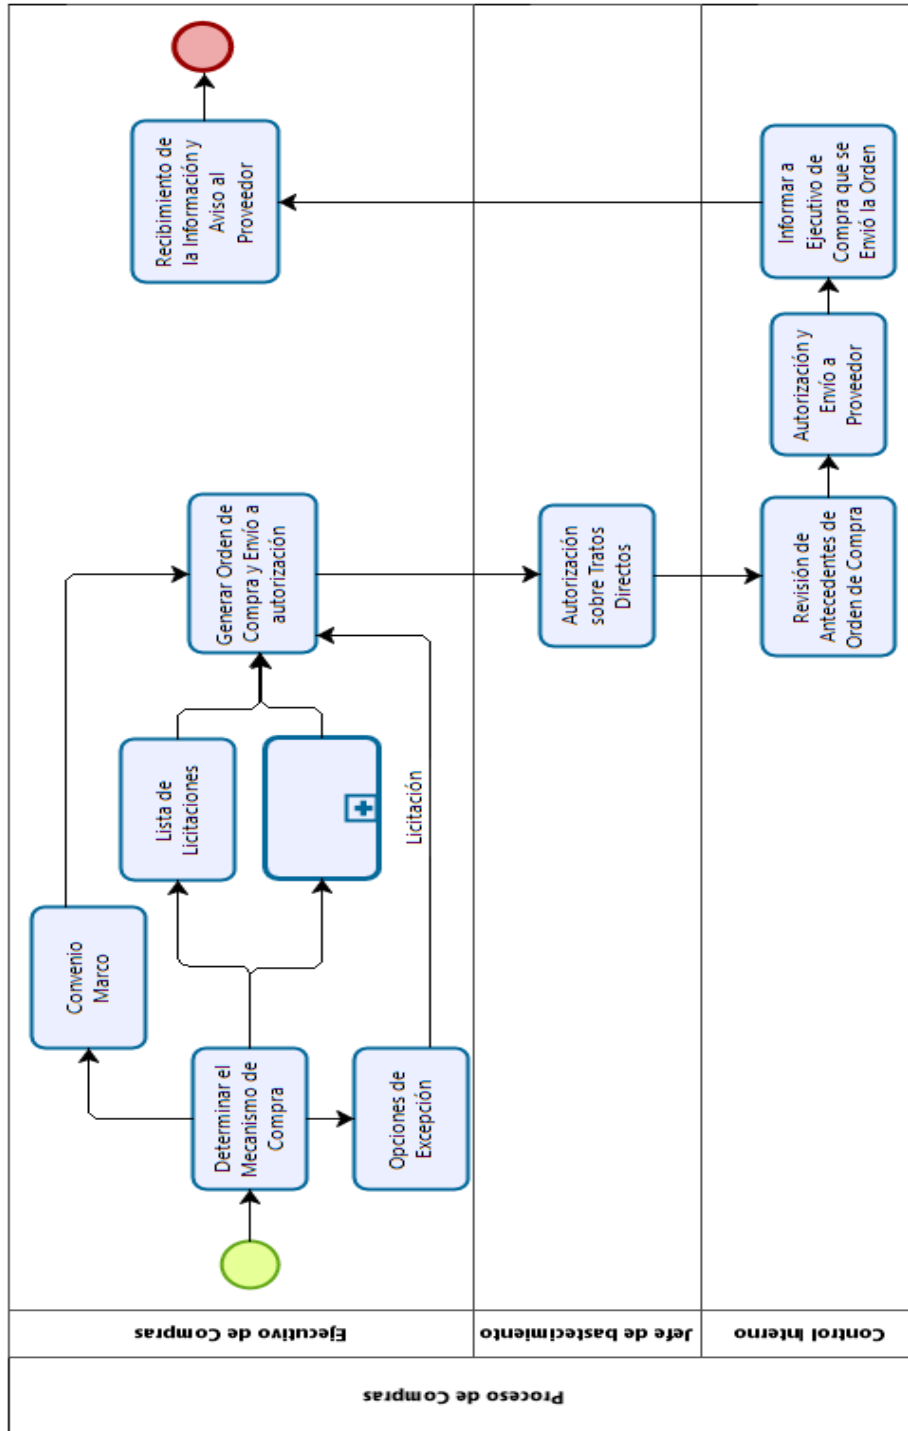 Proceso de Compras
Ejecutivo de Compras
Jefe de bastecimiento
Control Interno
Determinar el
Mecanismo de
Compra
Convenio
Marco
Lista de
Licitaciones
Opciones de
Excepción
Licitación
Generar Orden de
Compra y Envío a
autorización
Autorización
sobre Tratos
Directos
Revisión de
Antecedentes de
Orden de Compra
Autorización y
Envío a
Proveedor
Informar a
Ejecutivo de
Compra que se
Envió la Orden
Recibimiento de
la Información y
Aviso al
Proveedor